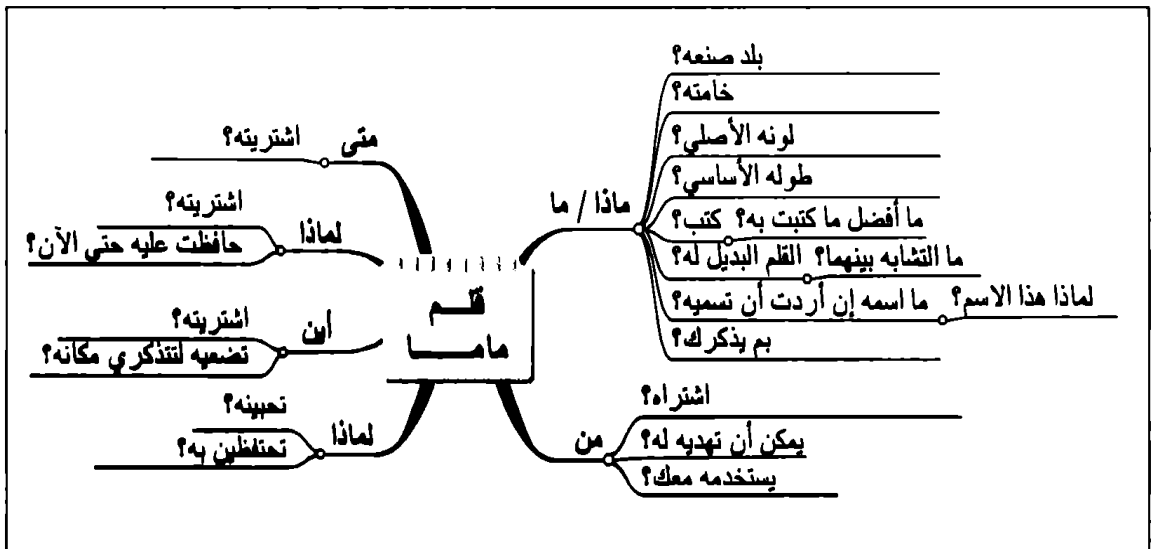 قلم
ماما
ماذا / ما
بلد صنعه؟
خامته؟
لونه الأصلي؟
طوله الأساسي؟
كتب؟ ما أفضل ما كتبت به؟
القلم البديل له؟ ما التشابه بينهما؟
ما اسمه إن أردت أن تسميه؟ لماذا هذا الاسم؟
بم يذكرك؟
من
اشتراه؟
يمكن أن تهديه له؟
يستخدمه معك؟
متى
اشتريته؟
لماذا
اشتريته؟
حافظت عليه حتى الآن؟
أين
اشتريته؟
تضعيه لتتذكري مكانه؟
لماذا
تحبينه؟
تحتفظين به؟